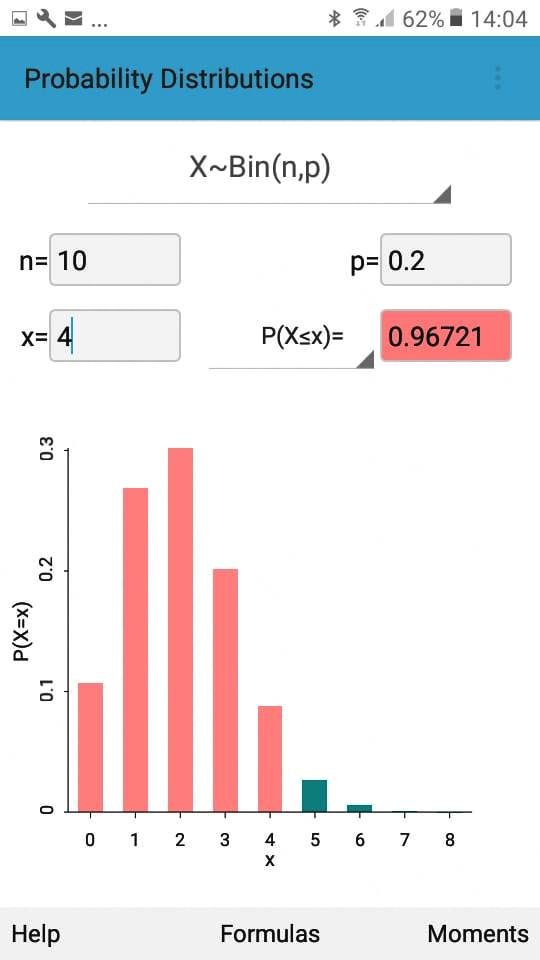 ... 62% 14:04
Probability Distributions
X~Bin(n,p)
n= 10 p= 0.2
x= 4 P(X≤x)= 0.96721
0.3
0.2
0.1
0
P(X=x)
0 1 2 3 4 5 6 7 8
x
Help Formulas Moments